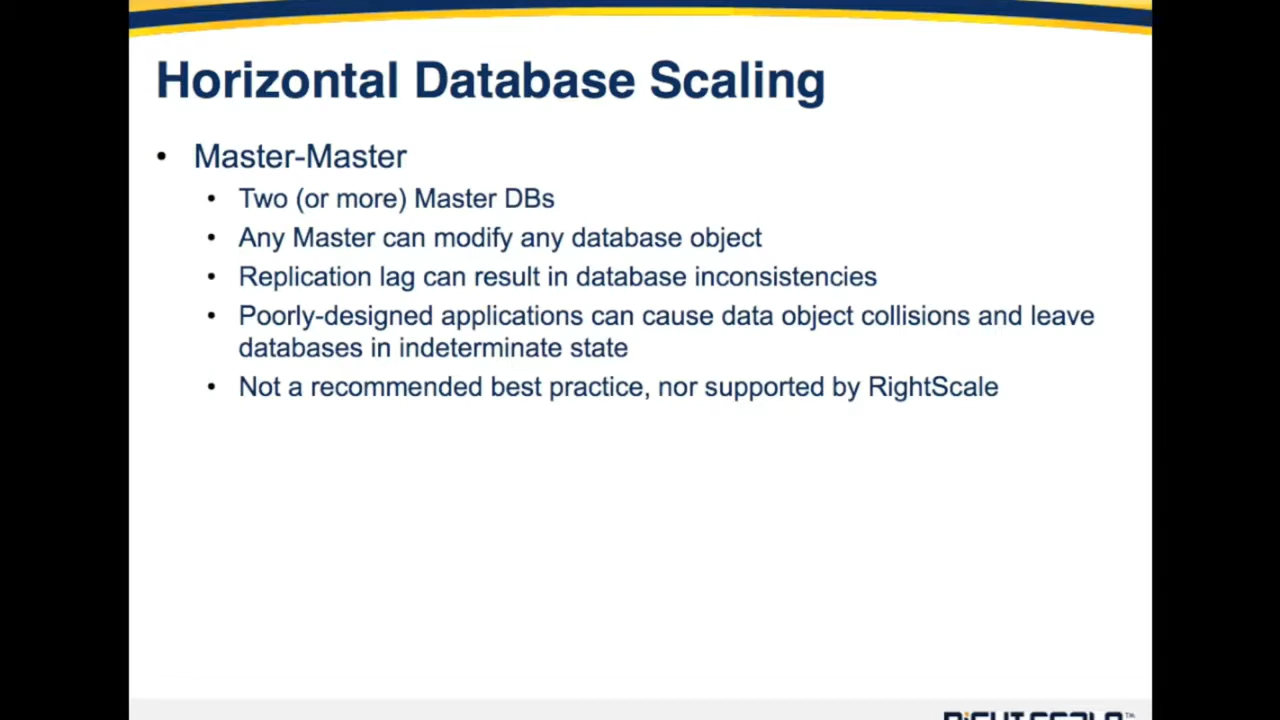 Horizontal Database Scaling
• Master-Master
• Two (or more) Master DBs
• Any Master can modify any database object
• Replication lag can result in database inconsistencies
• Poorly-designed applications can cause data object collisions and leave
databases in indeterminate state
• Not a recommended best practice, nor supported by RightScale
RIGHTSCALE™